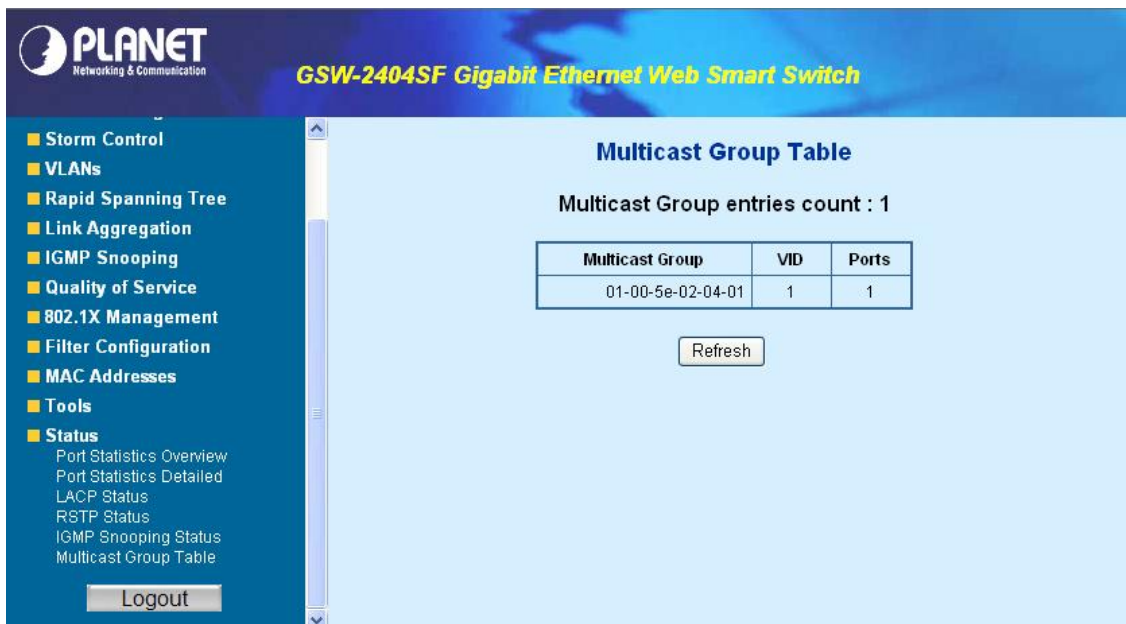 PLANET
Networking & Communication
GSW-2404SF Gigabit Ethernet Web Smart Switch
Storm Control
VLANs
Rapid Spanning Tree
Link Aggregation
IGMP Snooping
Quality of Service
802.1X Management
Filter Configuration
MAC Addresses
Tools
Status
Port Statistics Overview
Port Statistics Detailed
LACP Status
RSTP Status
IGMP Snooping Status
Multicast Group Table
Logout
Multicast Group Table
Multicast Group entries count : 1
Multicast Group VID Ports
01-00-5e-02-04-01 1 1
Refresh